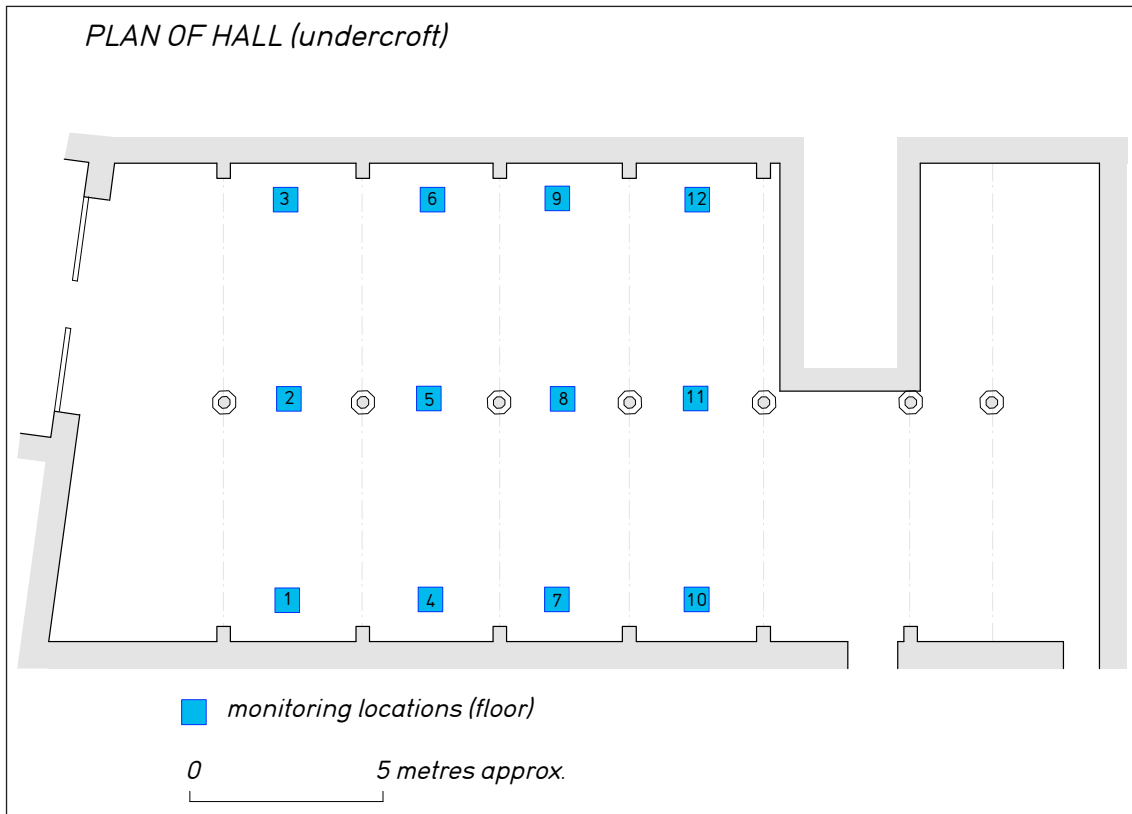 PLAN OF HALL (undercroft)
3 6 9 12
2 5 8 11
1 4 7 10
monitoring locations (floor)
0 5 metres approx.